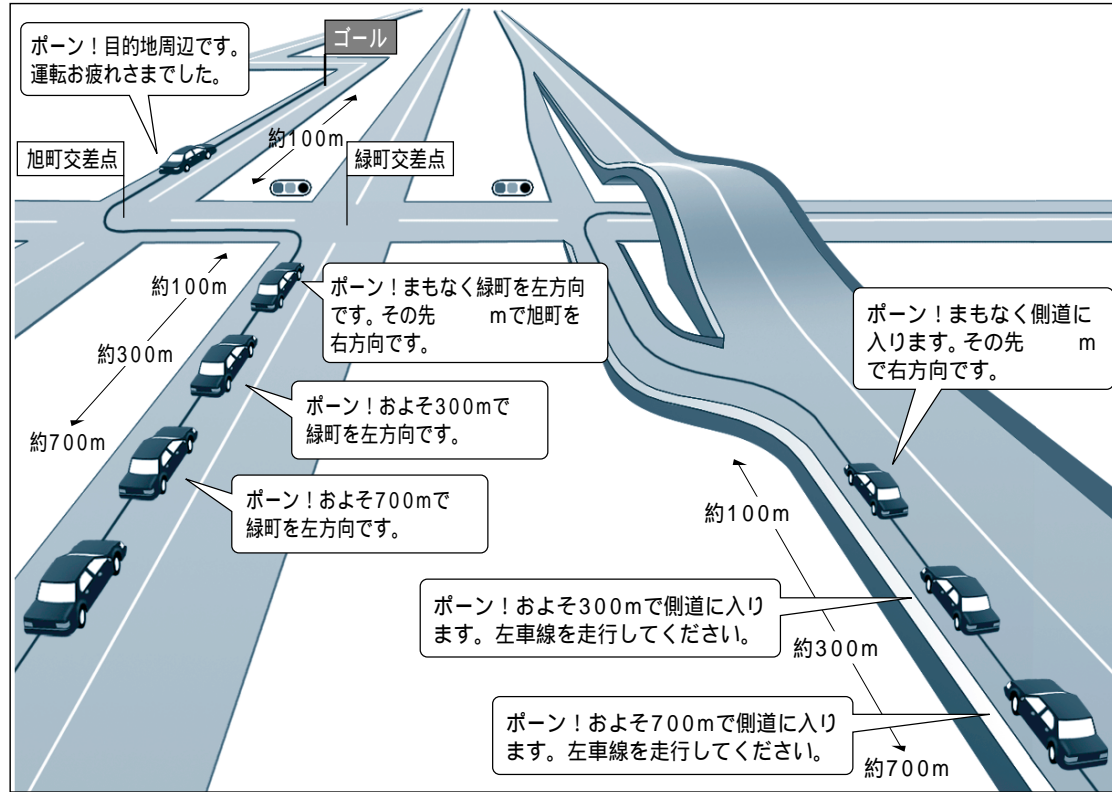 ポーン！目的地周辺です。
運転お疲れさまでした。
ゴール
約100m
旭町交差点
緑町交差点
約100m
約300m
約700m
ポーン！まもなく緑町を左方向
です。その先　　　mで旭町を
右方向です。
ポーン！およそ300mで
緑町を左方向です。
ポーン！およそ700mで
緑町を左方向です。
ポーン！まもなく側道に
入ります。その先　　　m
で右方向です。
約100m
ポーン！およそ300mで側道に入り
ます。左車線を走行してください。
約300m
ポーン！およそ700mで側道に入り
ます。左車線を走行してください。
約700m